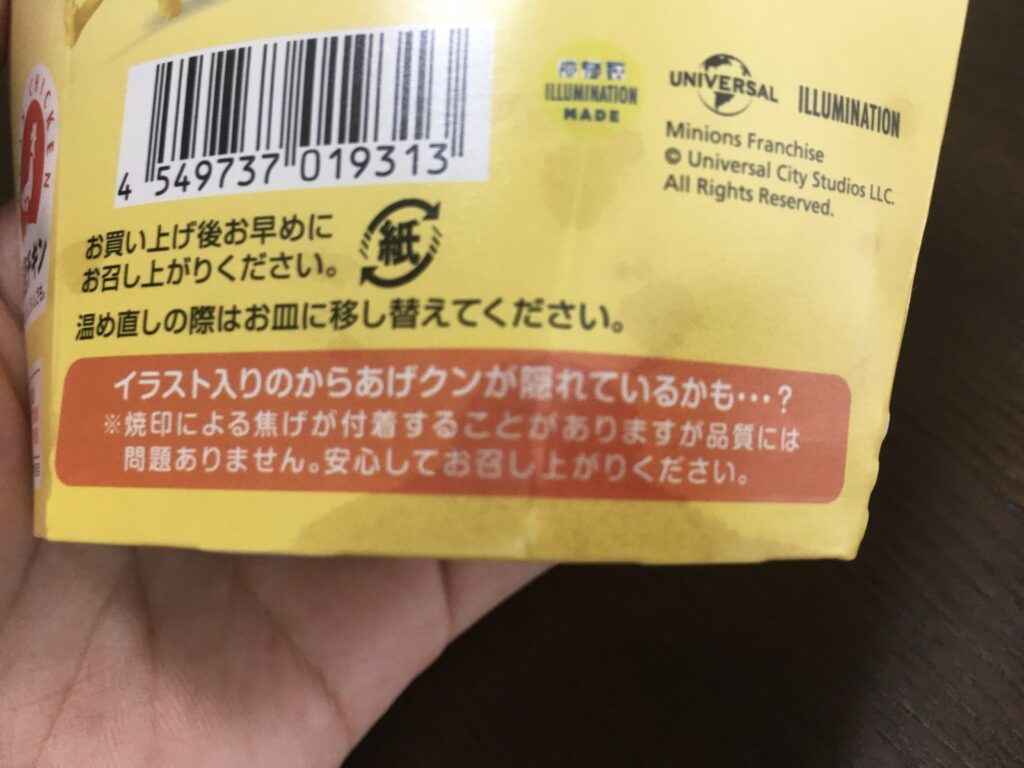 CHICKEN
チキン
4 549737 019313
ILLUMINATION
MADE
UNIVERSAL
ILLUMINATION
Minions Franchise
© Universal City Studios LLC.
All Rights Reserved.
お買い上げ後お早めに
お召し上がりください。
紙
温め直しの際はお皿に移し替えてください。
イラスト入りのからあげクンが隠れているかも…?
※焼印による焦げが付着することがありますが品質には
問題ありません。安心してお召し上がりください。